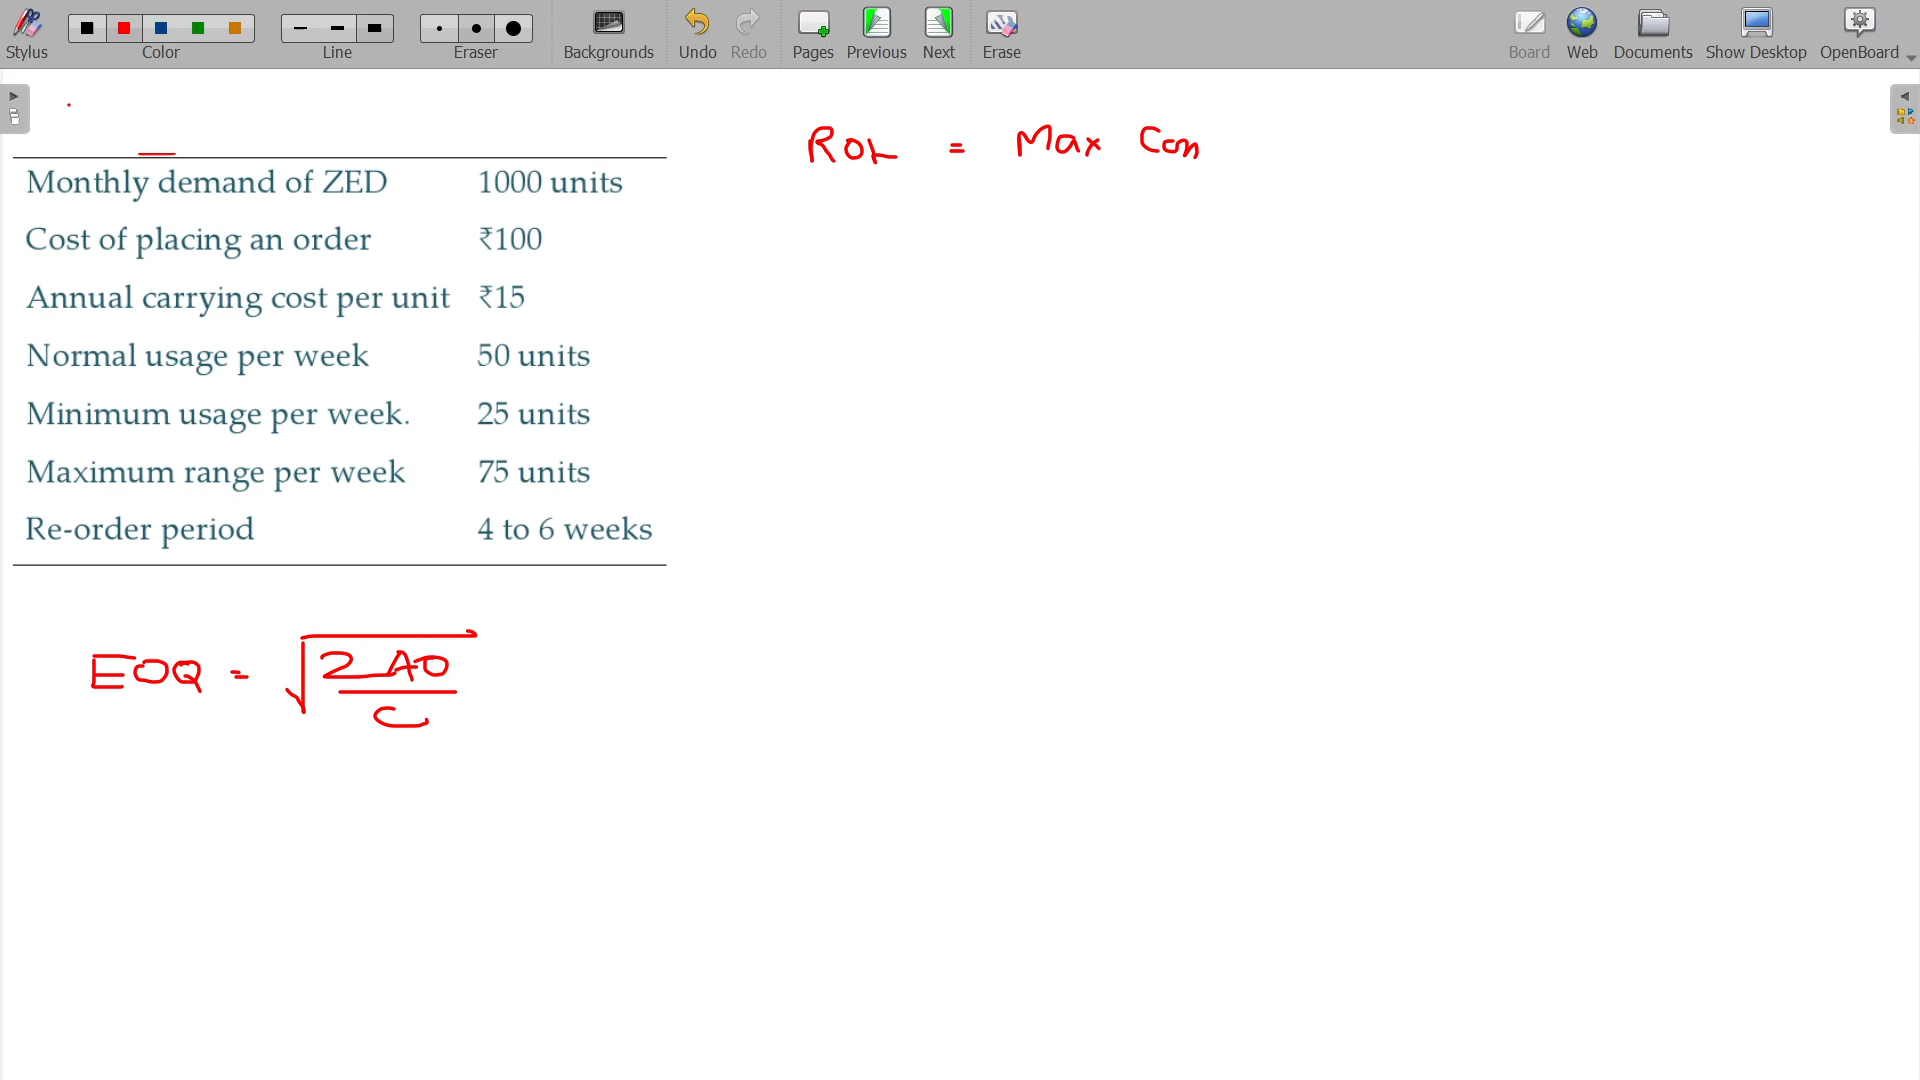 Stylus Color Line Eraser Backgrounds Undo Redo Pages Previous Next Erase Board Web Documents Show Desktop OpenBoard
ROL = Max Con
Monthly demand of ZED 1000 units
Cost of placing an order ₹100
Annual carrying cost per unit ₹15
Normal usage per week 50 units
Minimum usage per week. 25 units
Maximum range per week 75 units
Re-order period 4 to 6 weeks
EOQ = √2AO
C